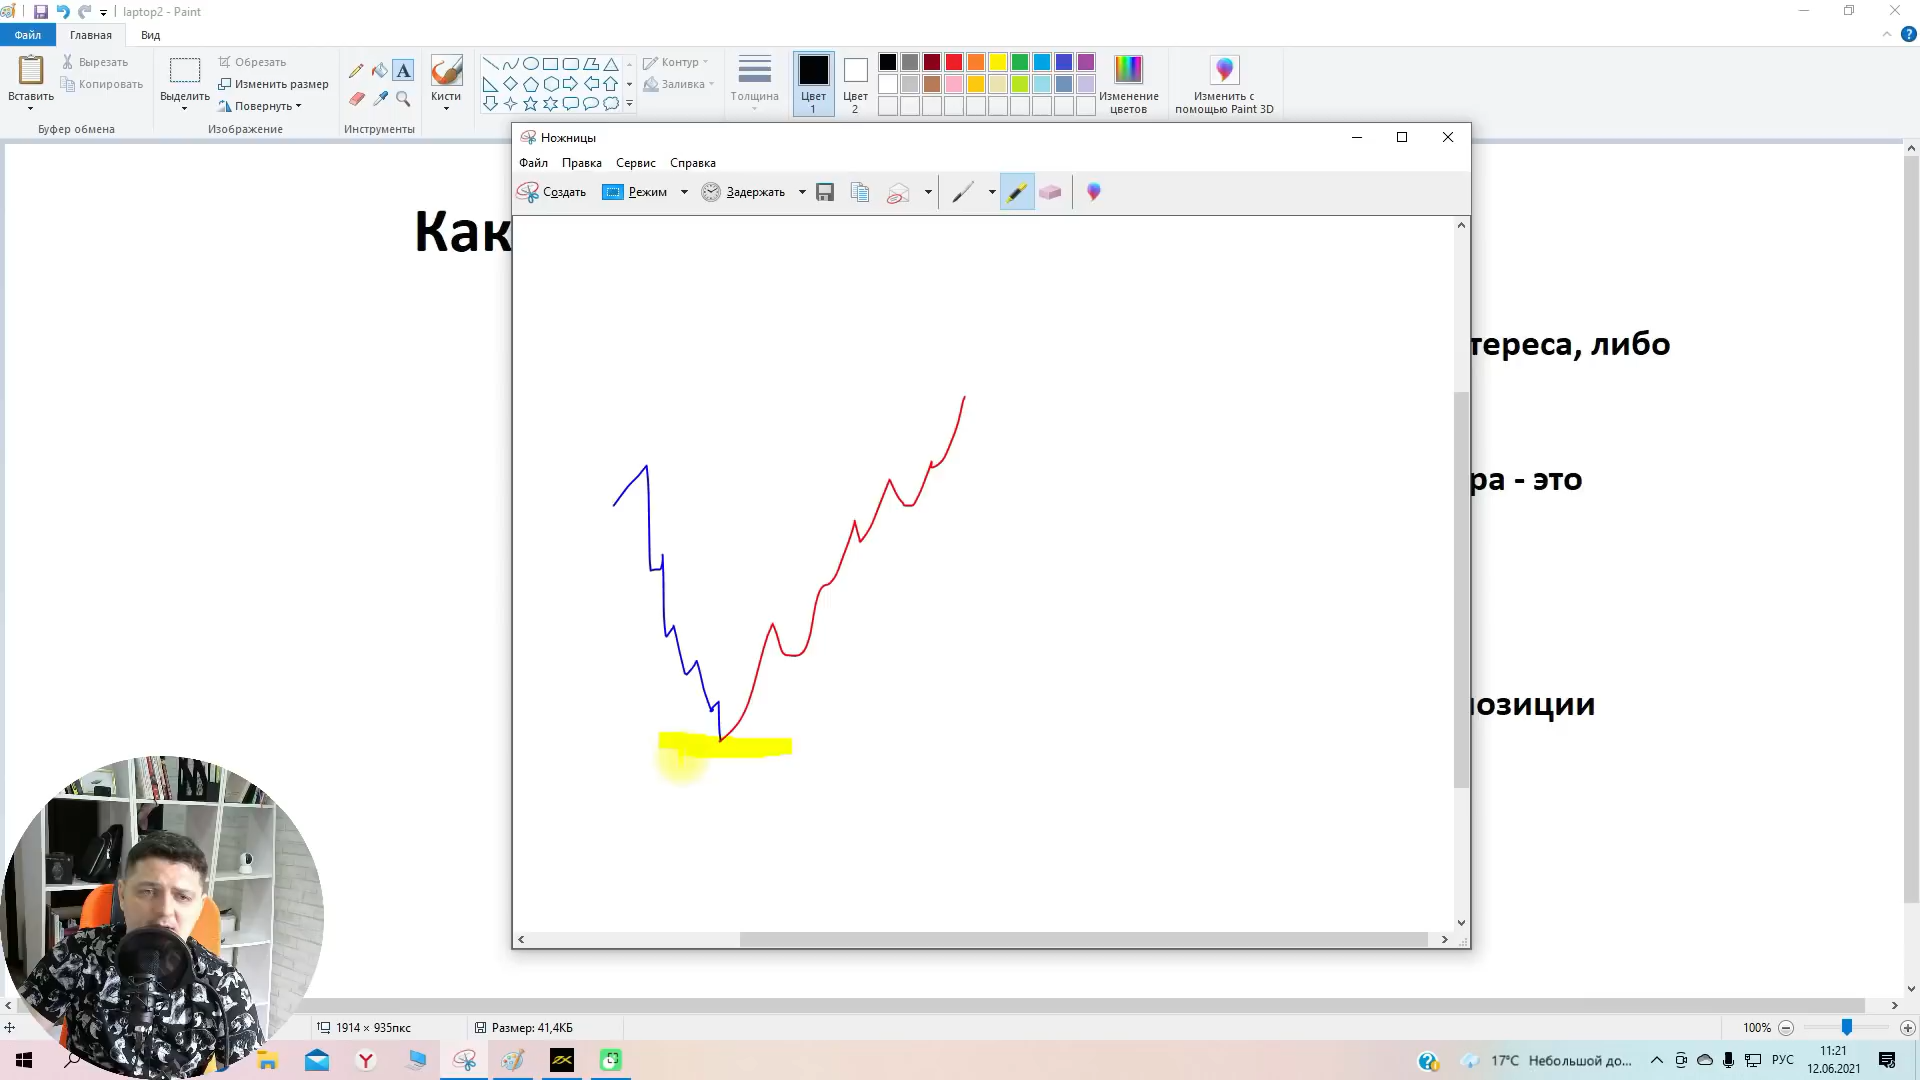 laptop2 - Paint
Файл
Главная
Вид
Вставить
Вырезать
Копировать
Буфер обмена
Выделить
Обрезать
Изменить размер
Повернуть
Изображение
Инструменты
Кисти
Контур
Заливка
Толщина
Цвет
1
Цвет
2
Изменение
цветов
Изменить с
помощью Paint 3D
Ножницы
Файл
Правка
Сервис
Справка
Создать
Режим
Задержать
Как
тереса, либо
ра - это
позиции
1914 × 935пкс
Размер: 41,4КБ
100%
17°C
Небольшой до...
РУС
11:21
12.06.2021